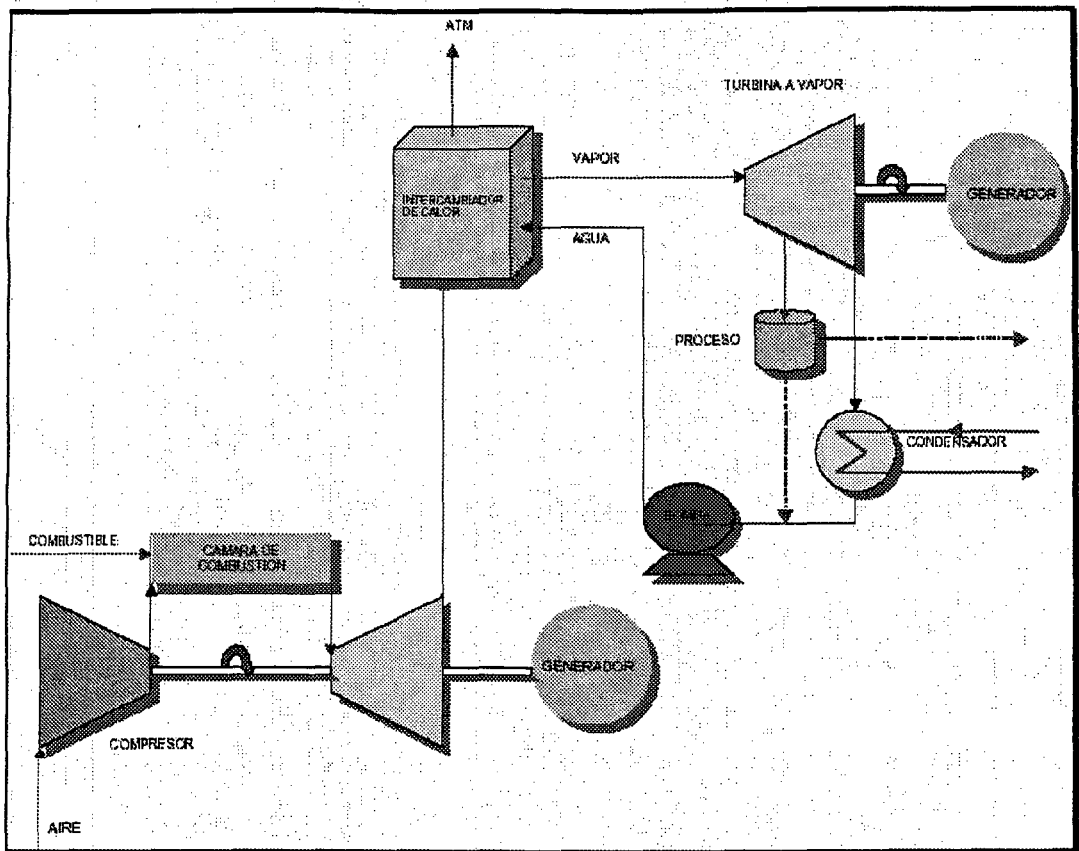 ATM
TURBINA A VAPOR
VAPOR
INTERCAMBIADOR
DE CALOR
GENERADOR
AGUA
PROCESO
CONDENSADOR
COMBUSTIBLE
CAMARA DE
COMBUSTION
GENERADOR
COMPRESOR
AIRE